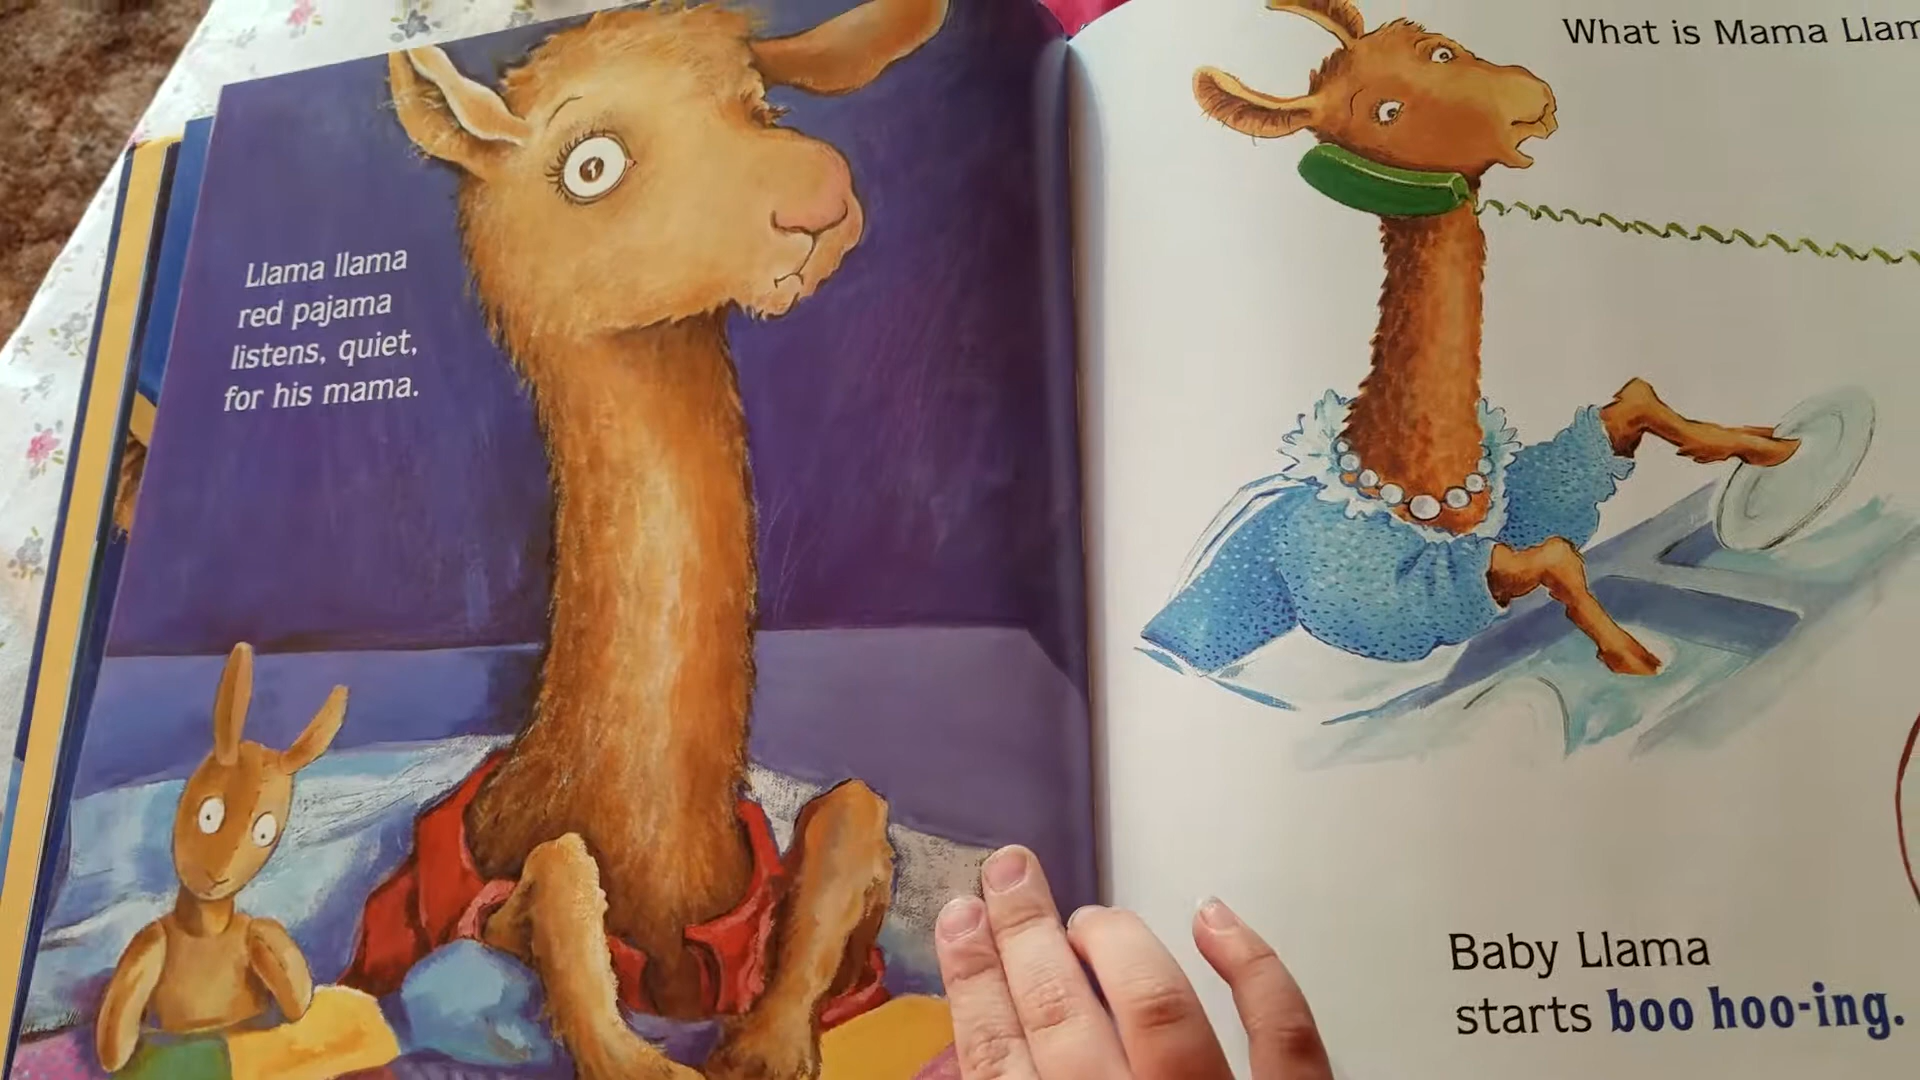 Llama llama
red pajama
listens, quiet,
for his mama.
What is Mama
Baby Llama
starts boo hoo-ing.